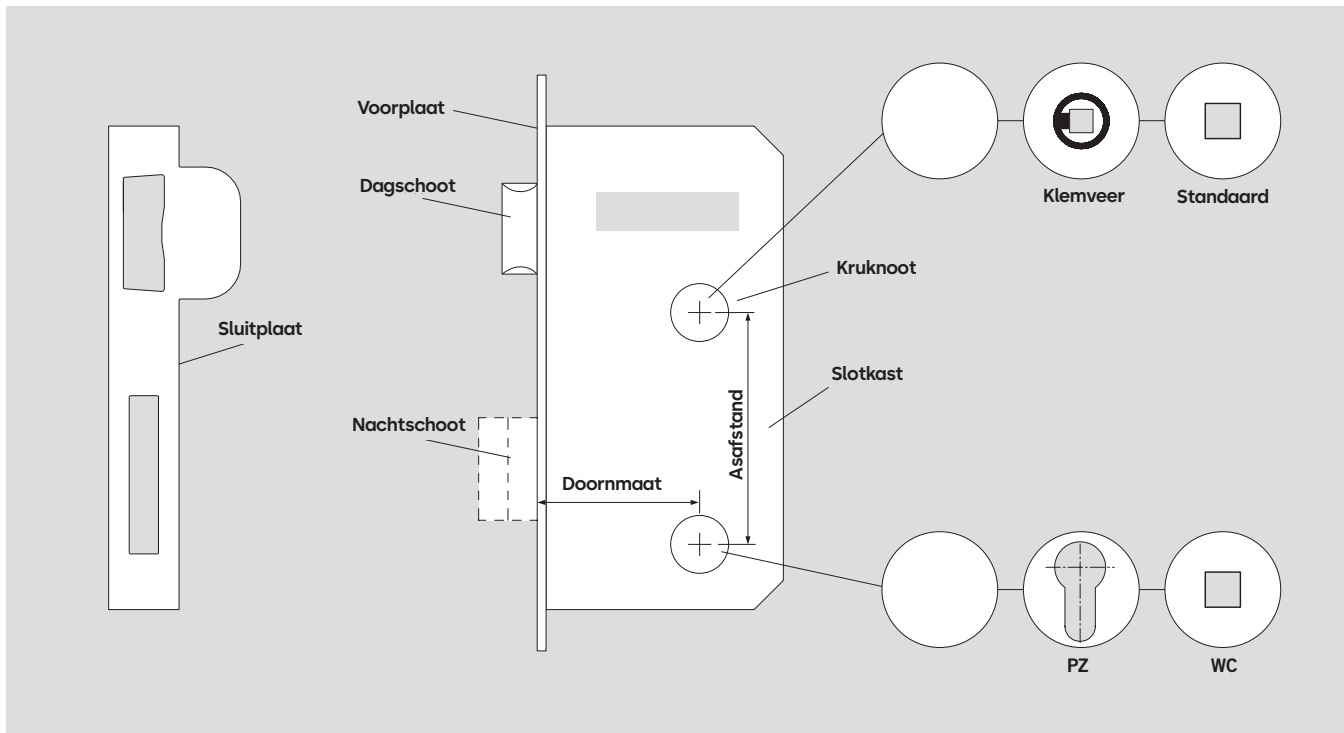 Voorplaat
Dagschoot
Klemveer
Standaard
Kruknoot
Sluitplaat
Slotkast
Asafstand
Nachtschoot
Doornmaat
PZ
WC